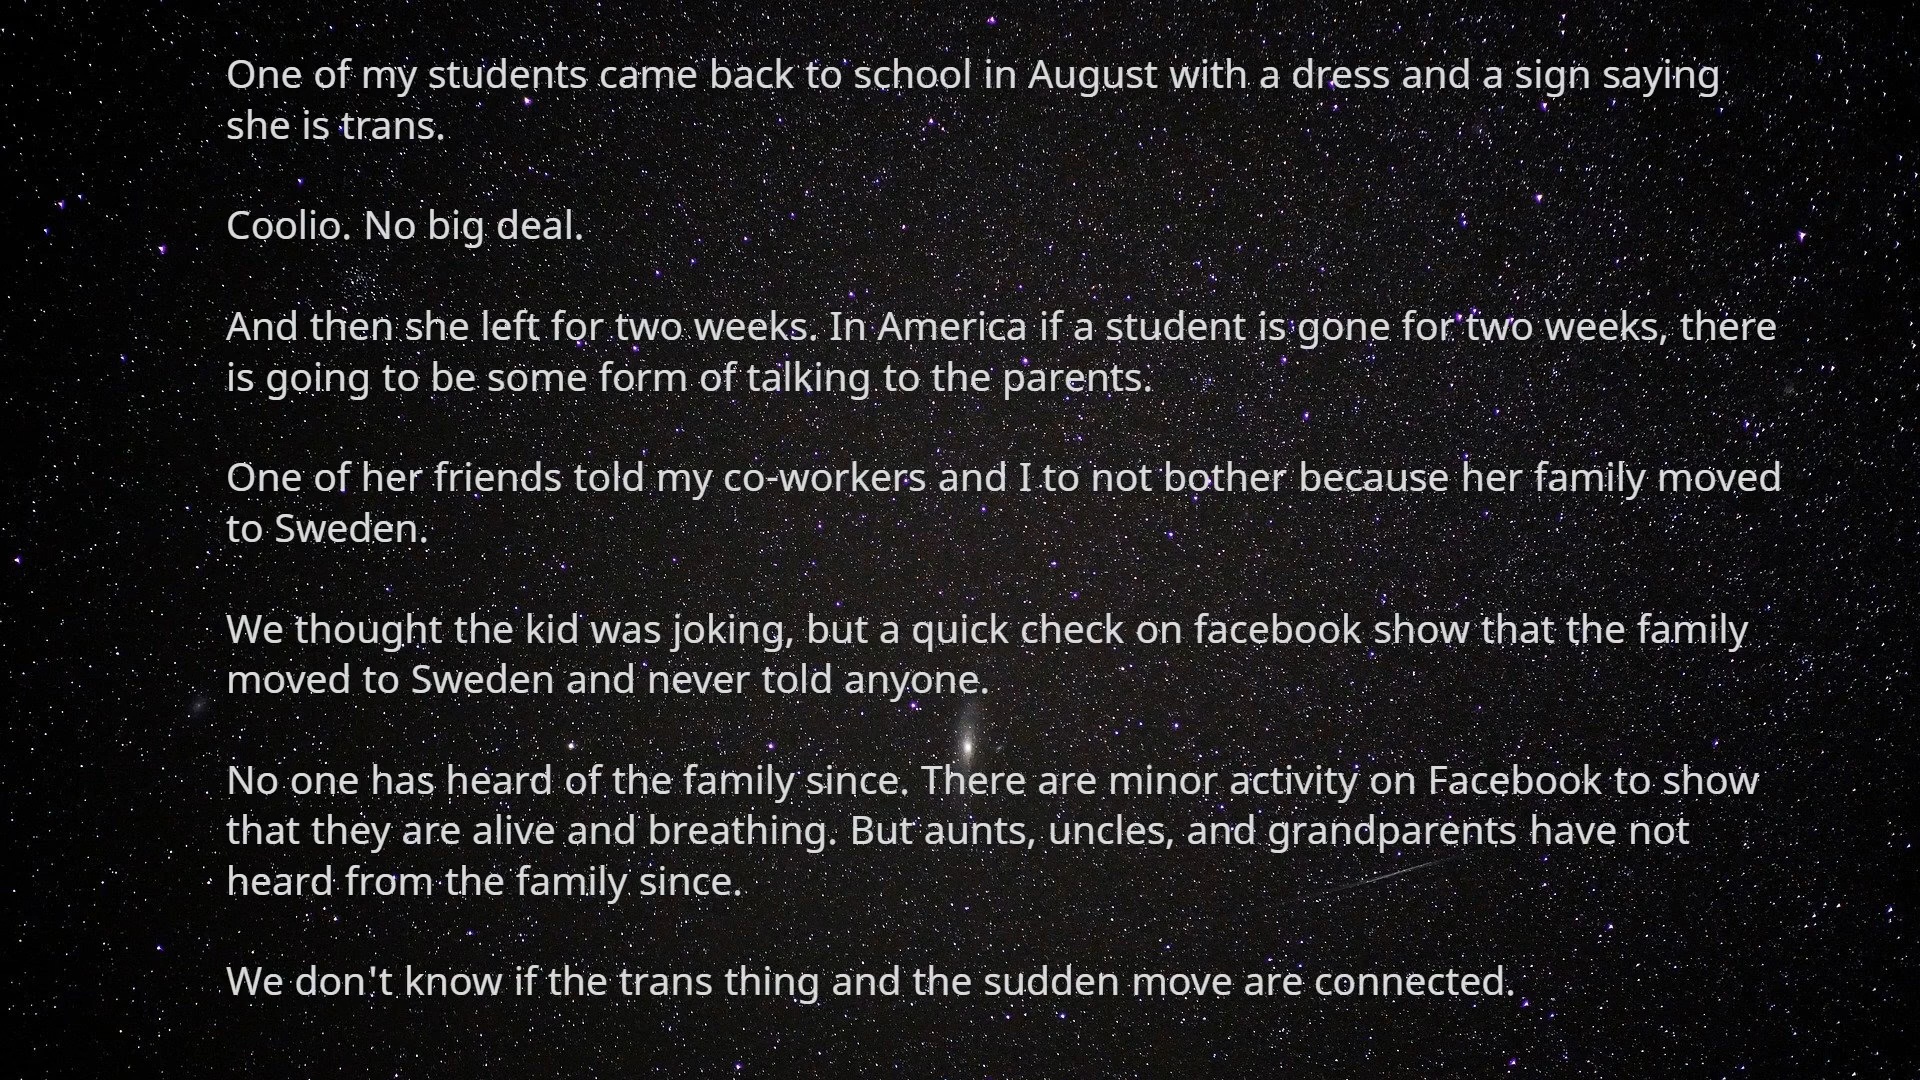 One of my students came back to school in August with a dress and a sign saying
she is trans.
Coolio. No big deal.
And then she left for two weeks. In America if a student is gone for two weeks, there
is going to be some form of talking to the parents.
One of her friends told my co-workers and I to not bother because her family moved
to Sweden.
We thought the kid was joking, but a quick check on facebook show that the family
moved to Sweden and never told anyone.
No one has heard of the family since. There are minor activity on Facebook to show
that they are alive and breathing. But aunts, uncles, and grandparents have not
heard from the family since.
We don't know if the trans thing and the sudden move are connected.